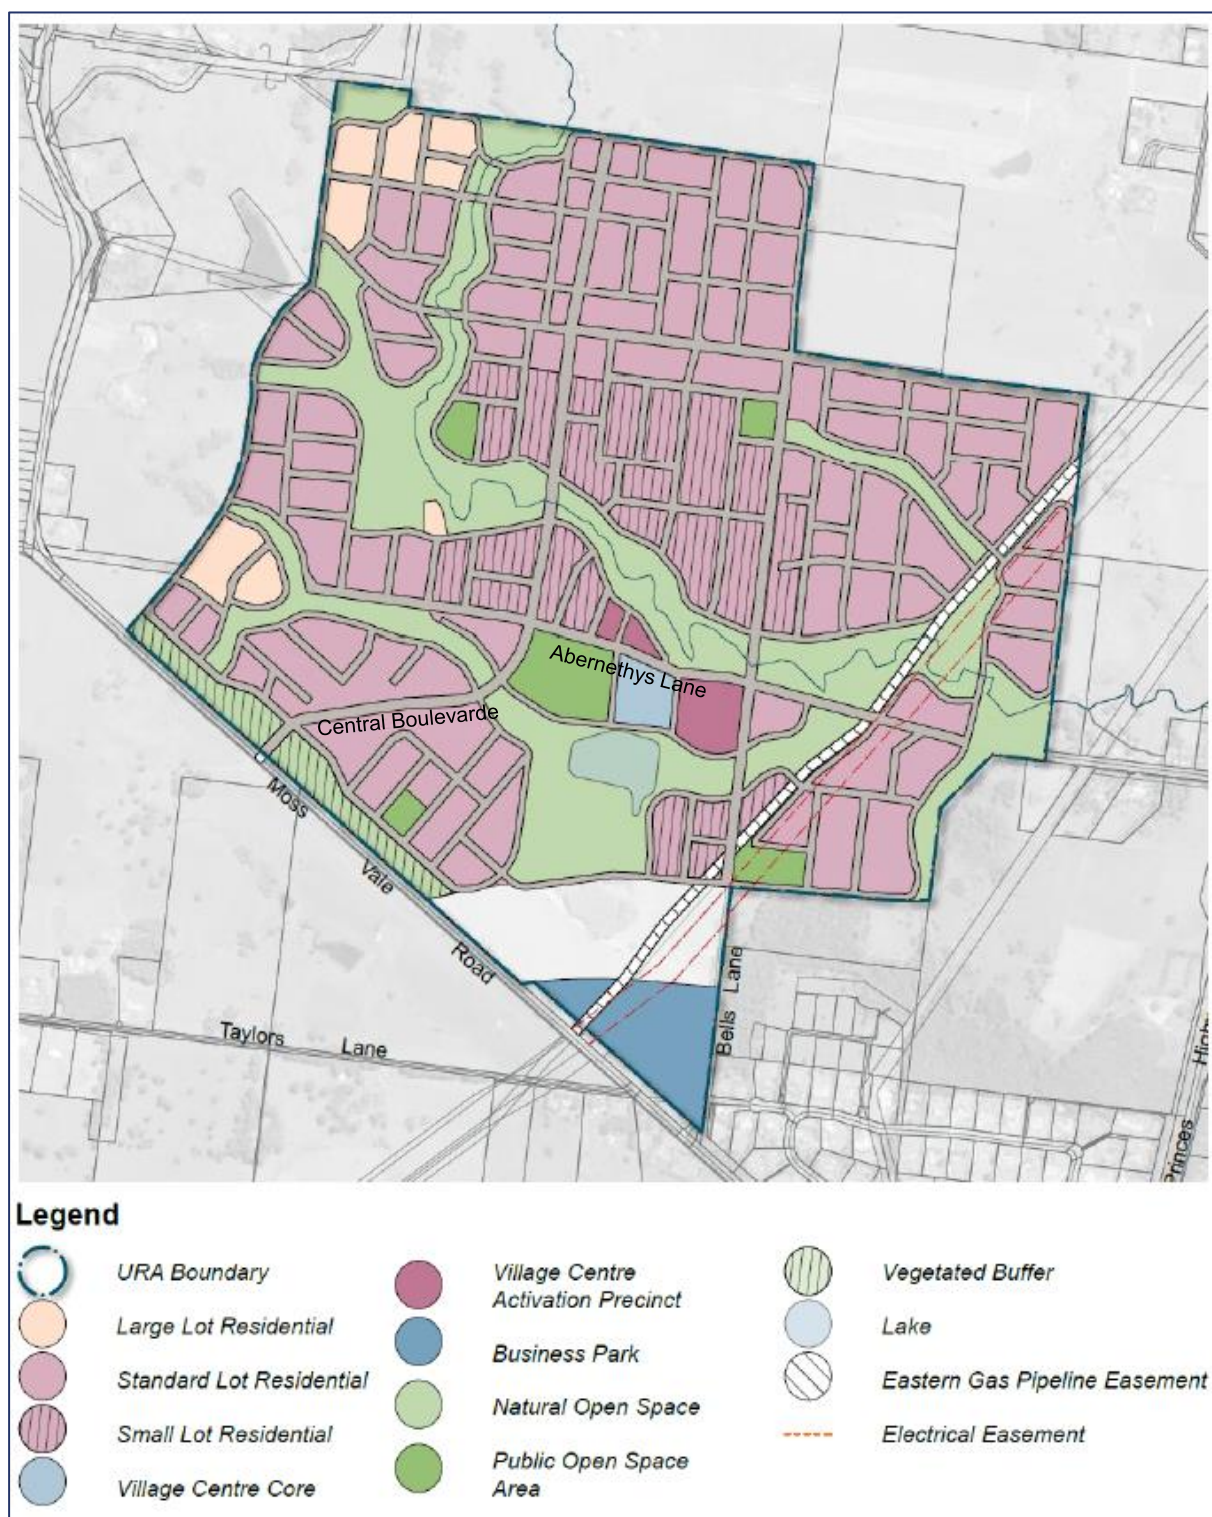 Abernethys Lane
Central Boulevarde
Moss
Vale
Road
Bells Lane
Taylors Lane
Princes
Legend
URA Boundary
Large Lot Residential
Standard Lot Residential
Small Lot Residential
Village Centre Core
Village Centre
Activation Precinct
Business Park
Natural Open Space
Public Open Space
Area
Vegetated Buffer
Lake
Eastern Gas Pipeline Easement
Electrical Easement